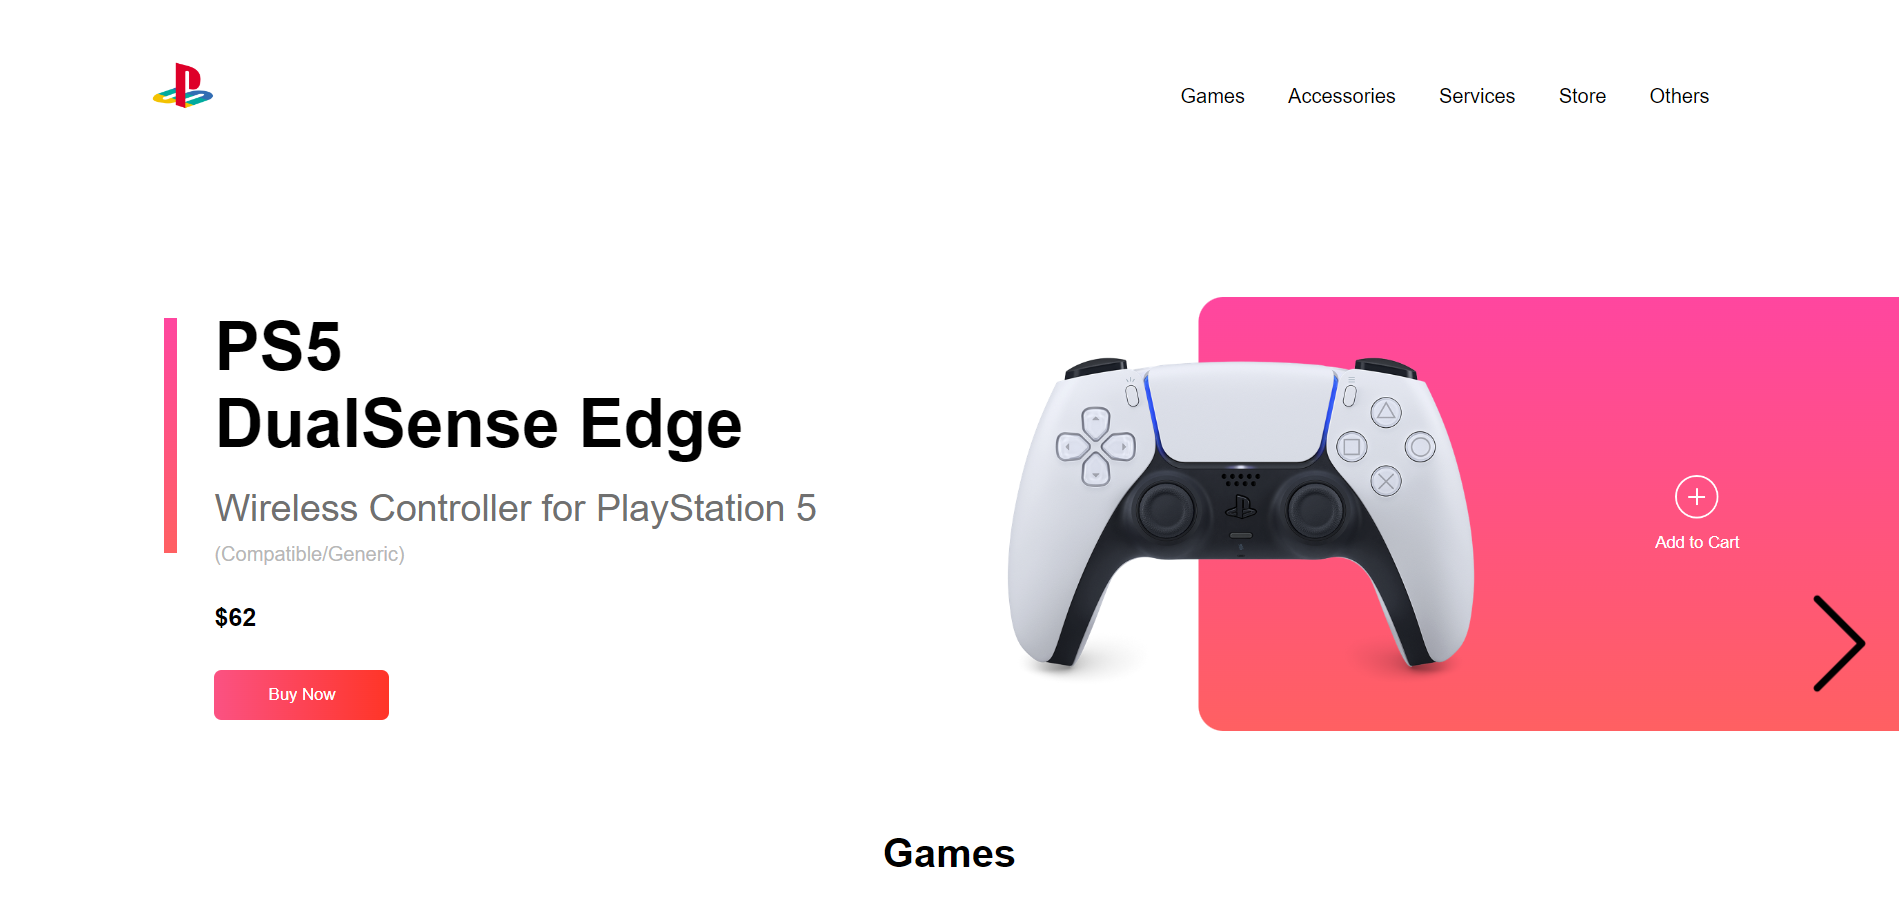 Games Accessories Services Store Others
PS5
DualSense Edge
Wireless Controller for PlayStation 5
(Compatible/Generic)
$62
Buy Now
Add to Cart
Games